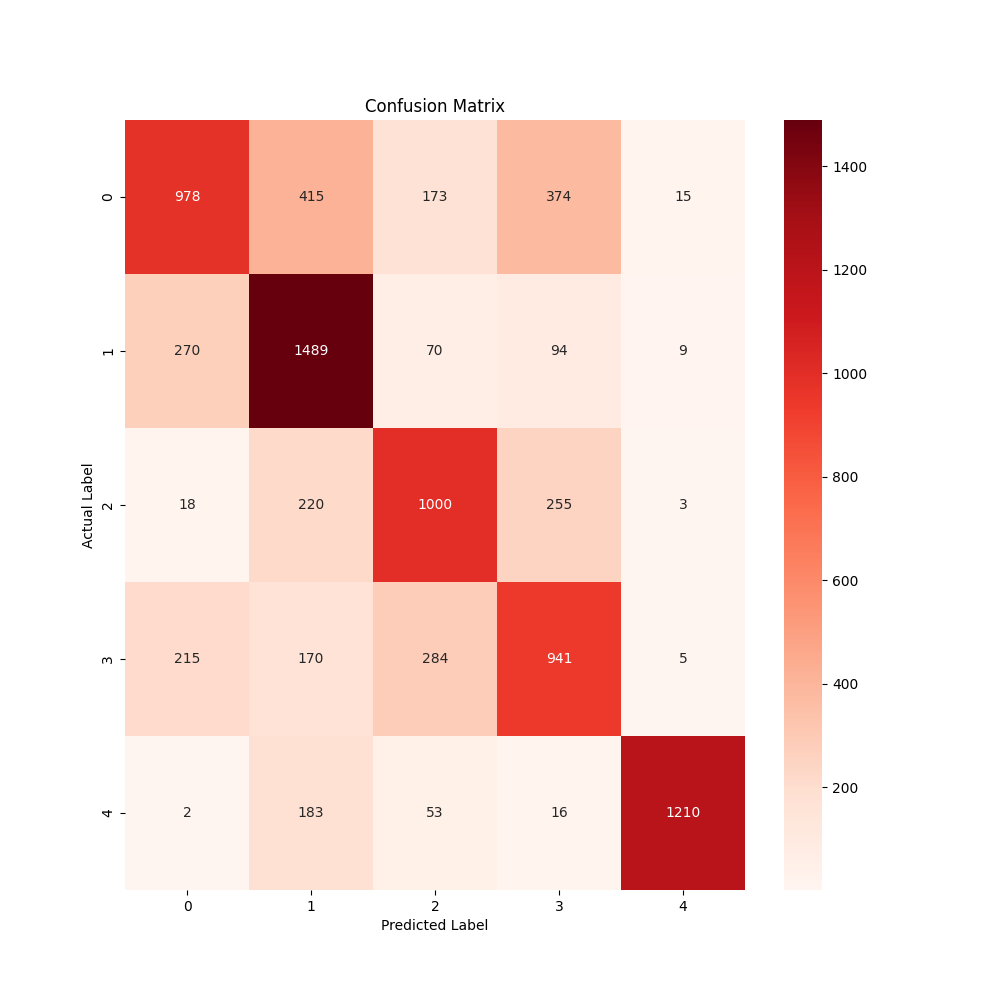 Confusion Matrix
0 978 415 173 374 15
1 270 1489 70 94 9
2 18 220 1000 255 3
3 215 170 284 941 5
4 2 183 53 16 1210
0 1 2 3 4
Predicted Label
Actual Label
1400
1200
1000
800
600
400
200